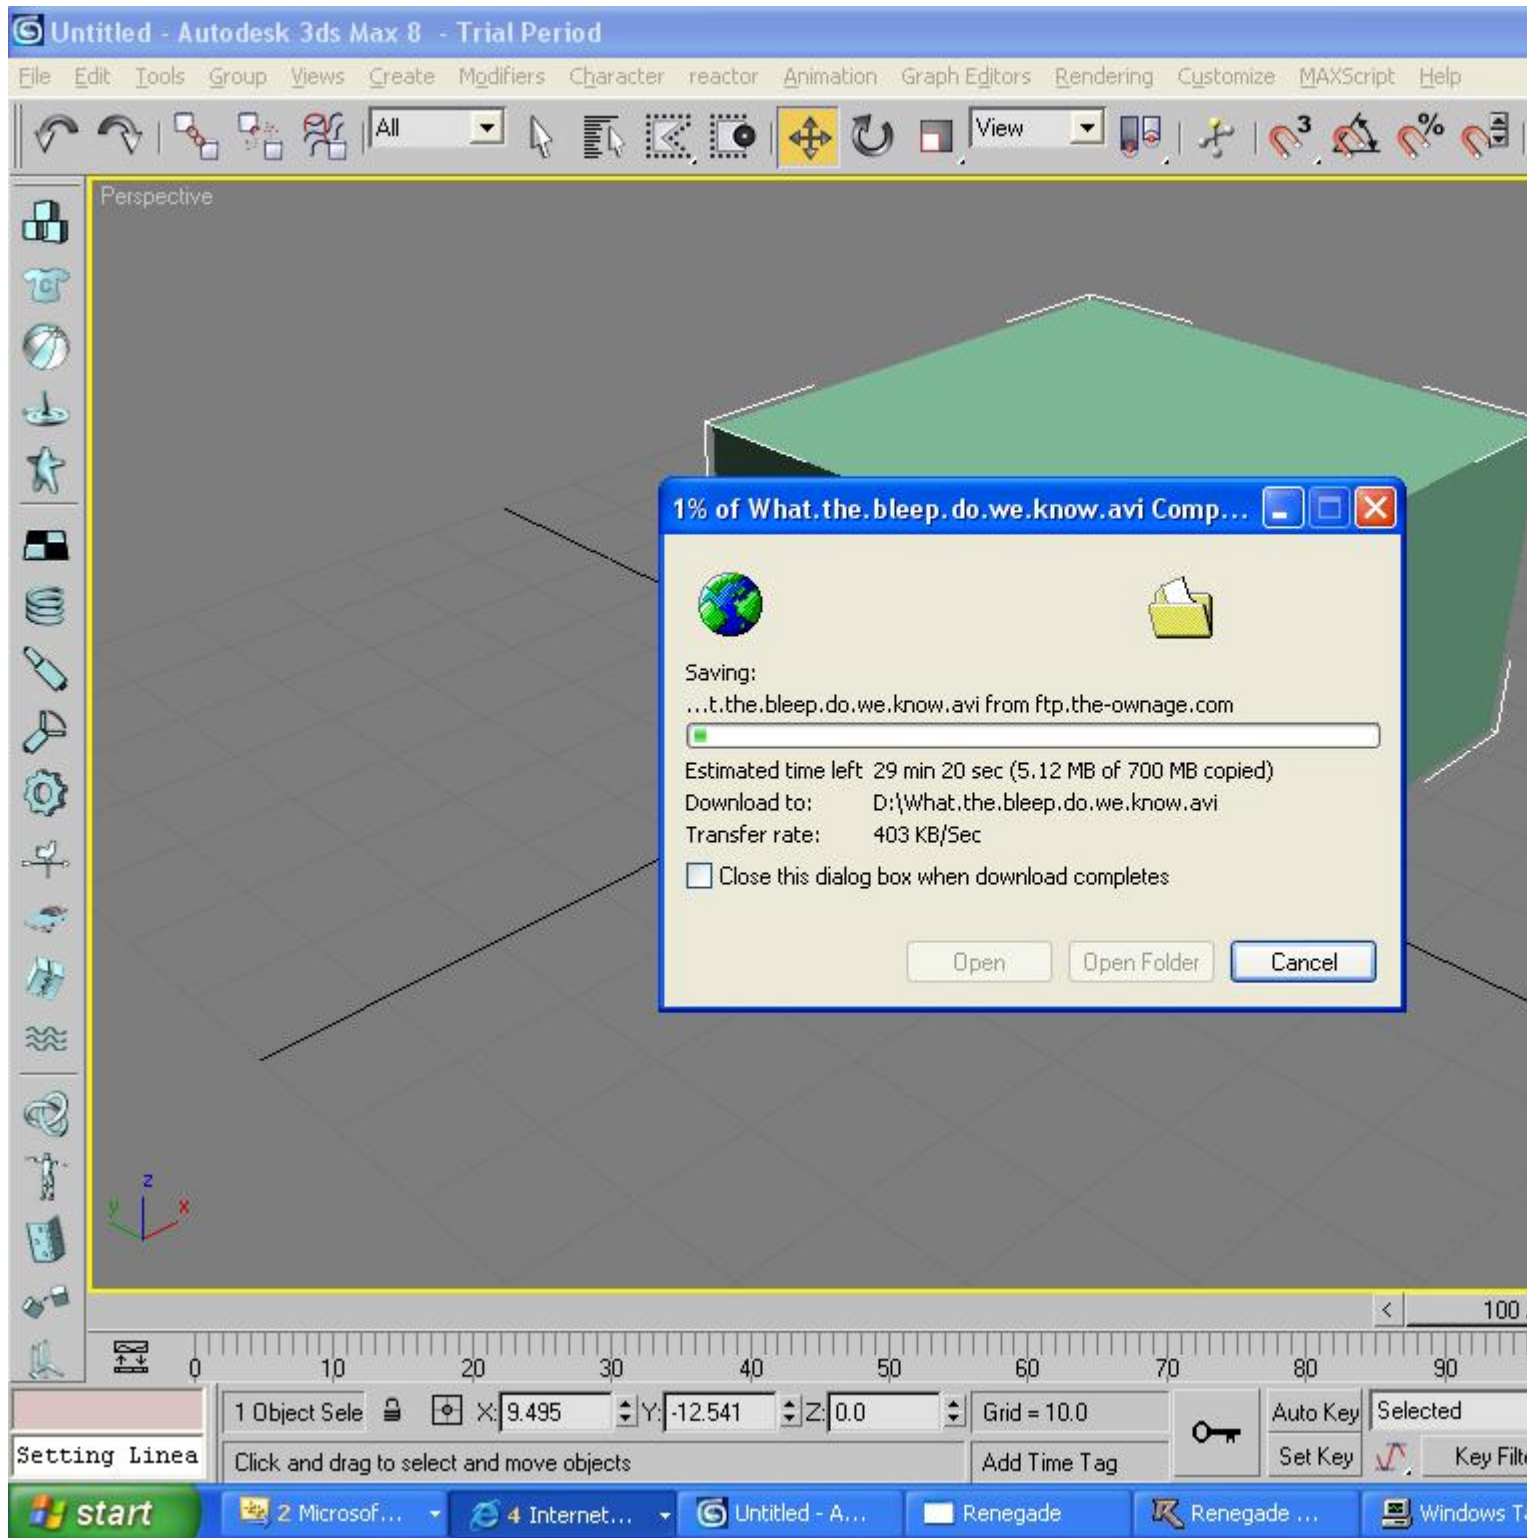 Untitled - Autodesk 3ds Max 8 - Trial Period
File Edit Tools Group Views Create Modifiers Character reactor Animation Graph Editors Rendering Customize MAXScript Help
All View 3 %
Perspective
1% of What.the.bleep.do.we.know.avi Comp...
Saving:
...t.the.bleep.do.we.know.avi from ftp.the-ownage.com
Estimated time left 29 min 20 sec (5.12 MB of 700 MB copied)
Download to: D:\What.the.bleep.do.we.know.avi
Transfer rate: 403 KB/Sec
Close this dialog box when download completes
Open Open Folder Cancel
z
y x
< 100
0 10 20 30 40 50 60 70 80 90
1 Object Sele X: 9.495 Y: -12.541 Z: 0.0 Grid = 10.0 Auto Key Selected
Setting Linea Click and drag to select and move objects Add Time Tag Set Key Key Filte
start 2 Microsof... 4 Internet... Untitled - A... Renegade Renegade ... Windows Ta